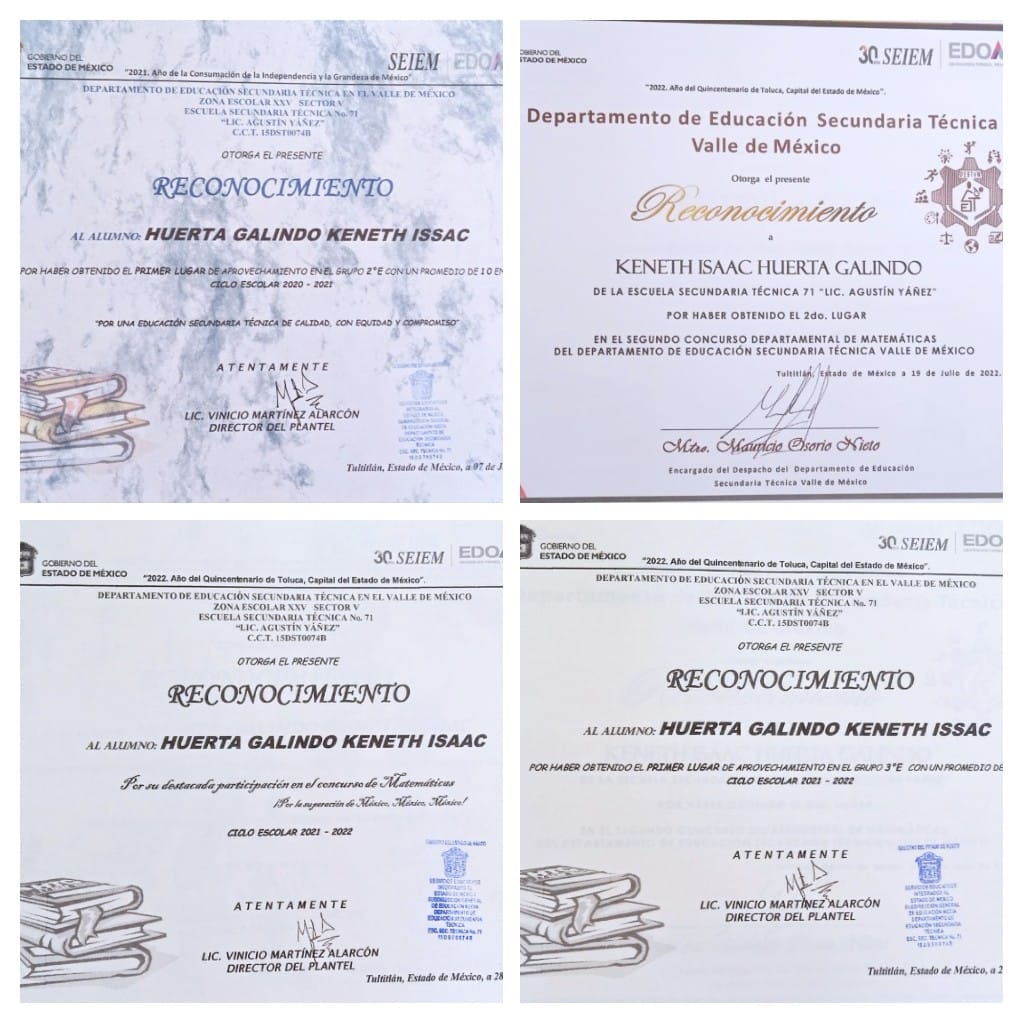 GOBIERNO DEL
ESTADO DE MÉXICO
SEIEM
EDO
"2021. Año de la Consumación de la Independencia y la Grandeza de México".
DEPARTAMENTO DE EDUCACIÓN SECUNDARIA TÉCNICA EN EL VALLE DE MÉXICO
ZONA ESCOLAR XXV SECTOR V
ESCUELA SECUNDARIA TÉCNICA No. 71
"LIC. AGUSTÍN YÁÑEZ"
C.C.T. 15DST0074B
OTORGA EL PRESENTE
RECONOCIMIENTO
AL ALUMNO: HUERTA GALINDO KENETH ISSAC
POR HABER OBTENIDO EL PRIMER LUGAR DE APROVECHAMIENTO EN EL GRUPO 2°E CON UN PROMEDIO DE 10 EN
CICLO ESCOLAR 2020 - 2021
"POR UNA EDUCACIÓN SECUNDARIA TÉCNICA DE CALIDAD, CON EQUIDAD Y COMPROMISO"
ATENTAMENTE
LIC. VINICIO MARTÍNEZ ALARCÓN
DIRECTOR DEL PLANTEL
Tultitlán, Estado de México, a 07 de
ESTADO DE MÉXICO
30 SEIEM
EDO
"2022. Año del Quincentenario de Toluca, Capital del Estado de México".
Departamento de Educación Secundaria Técnica
Valle de México
Otorga el presente
Reconocimiento
a
KENETH ISAAC HUERTA GALINDO
DE LA ESCUELA SECUNDARIA TÉCNICA 71 "LIC. AGUSTÍN YÁÑEZ"
POR HABER OBTENIDO EL 2do. LUGAR
EN EL SEGUNDO CONCURSO DEPARTAMENTAL DE MATEMÁTICAS
DEL DEPARTAMENTO DE EDUCACIÓN SECUNDARIA TÉCNICA VALLE DE MÉXICO
Tultitlán, Estado de México a 19 de Julio de 2022.
Mtro. Mauricio Osorio Nieto
Encargado del Despacho del Departamento de Educación
Secundaria Técnica Valle de México
GOBIERNO DEL
ESTADO DE MÉXICO
30 SEIEM
EDO
"2022. Año del Quincentenario de Toluca, Capital del Estado de México".
DEPARTAMENTO DE EDUCACIÓN SECUNDARIA TÉCNICA EN EL VALLE DE MÉXICO
ZONA ESCOLAR XXV SECTOR V
ESCUELA SECUNDARIA TÉCNICA No. 71
"LIC. AGUSTÍN YÁÑEZ"
C.C.T. 15DST0074B
OTORGA EL PRESENTE
RECONOCIMIENTO
AL ALUMNO: HUERTA GALINDO KENETH ISAAC
Por su destacada participación en el concurso de Matemáticas
¡Por la superación de México, México, México!
CICLO ESCOLAR 2021 - 2022
ATENTAMENTE
LIC. VINICIO MARTÍNEZ ALARCÓN
DIRECTOR DEL PLANTEL
Tultitlán, Estado de México, a 28
GOBIERNO DEL
ESTADO DE MÉXICO
30 SEIEM
EDO
"2022. Año del Quincentenario de Toluca, Capital del Estado de México".
DEPARTAMENTO DE EDUCACIÓN SECUNDARIA TÉCNICA EN EL VALLE DE MÉXICO
ZONA ESCOLAR XXV SECTOR V
ESCUELA SECUNDARIA TÉCNICA No. 71
"LIC. AGUSTÍN YÁÑEZ"
C.C.T. 15DST0074B
OTORGA EL PRESENTE
RECONOCIMIENTO
AL ALUMNO: HUERTA GALINDO KENETH ISSAC
POR HABER OBTENIDO EL PRIMER LUGAR DE APROVECHAMIENTO EN EL GRUPO 3°E CON UN PROMEDIO DE
CICLO ESCOLAR 2021 - 2022
ATENTAMENTE
LIC. VINICIO MARTÍNEZ ALARCÓN
DIRECTOR DEL PLANTEL
Tultitlán, Estado de México, a 2